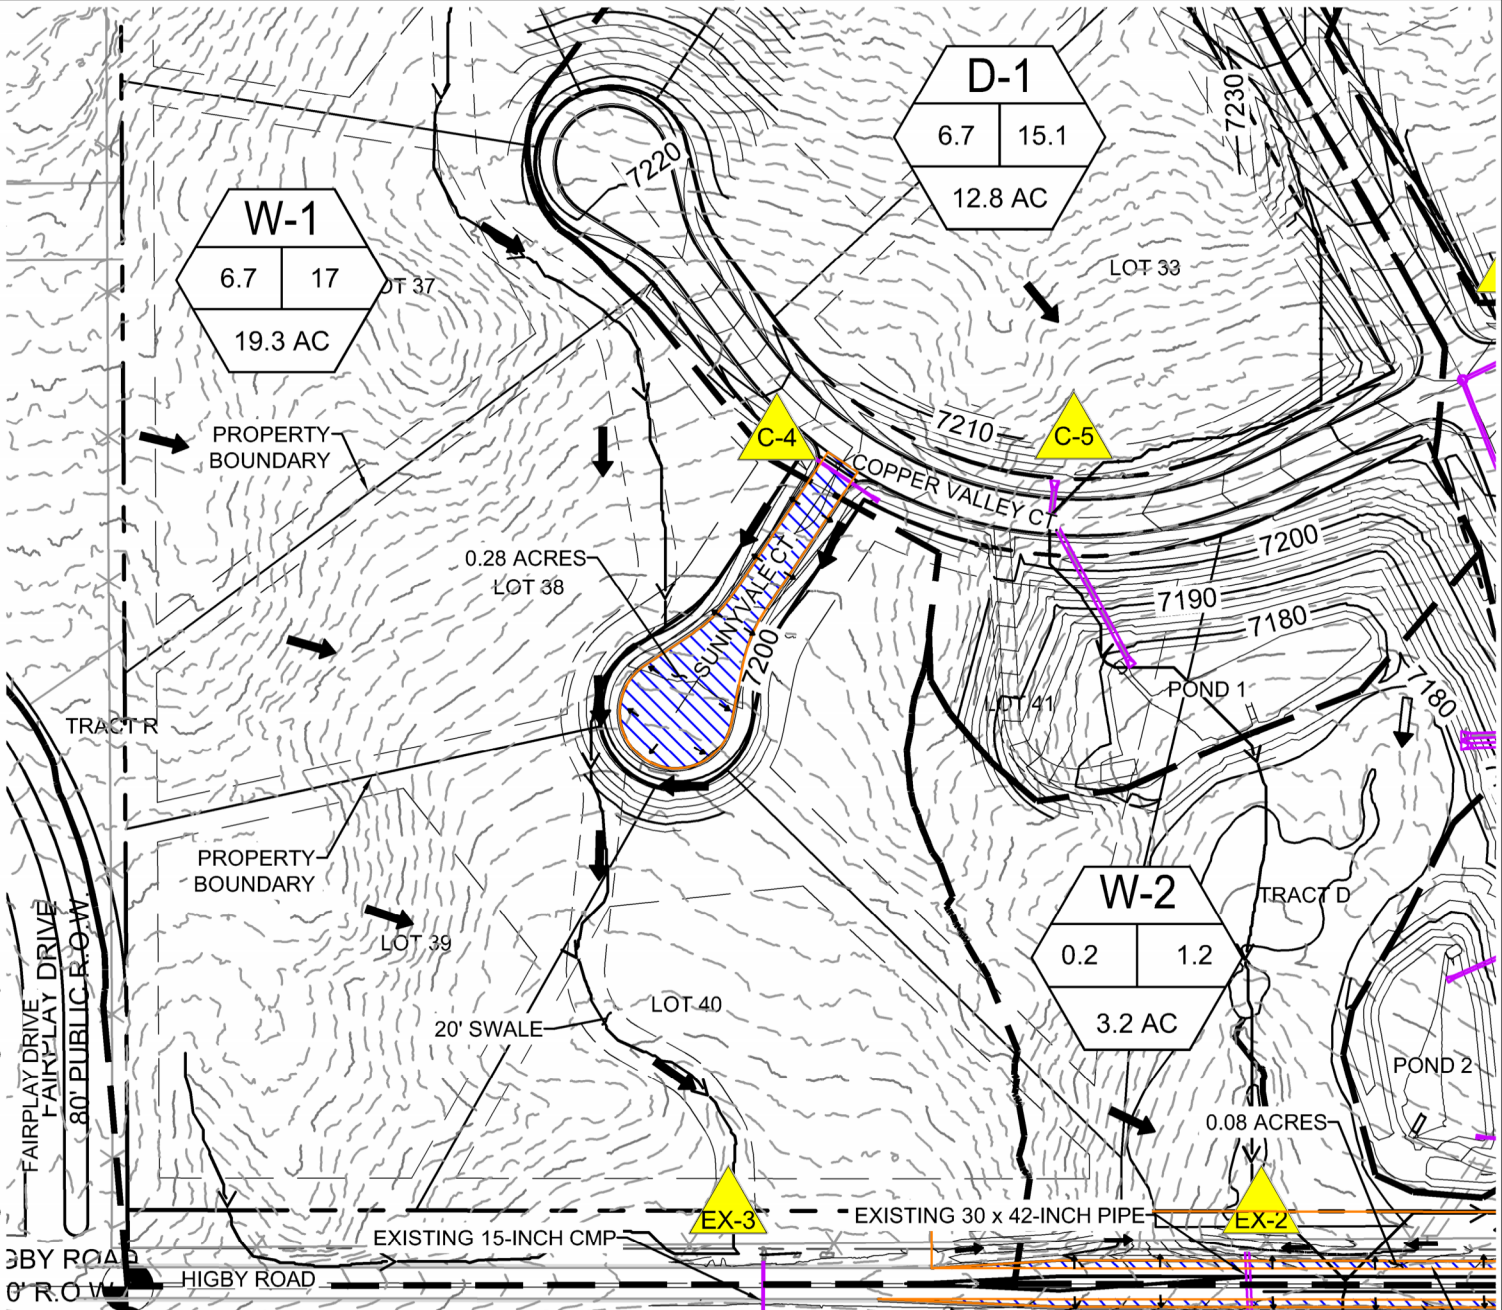 D-1
6.7 15.1
12.8 AC
7230
7220
W-1
6.7 17
19.3 AC
LOT 33
OT 37
PROPERTY
BOUNDARY
7210
C-4
C-5
COPPER VALLEY CT
7200
0.28 ACRES
LOT 38
SUNNYVALE CT.
7190
7180
7200
LOT 41
POND 1
7180
TRACT R
PROPERTY
BOUNDARY
LOT 39
W-2
0.2 1.2
3.2 AC
TRACT D
FAIRPLAY DRIVE
FAIRPLAY DRIVE
80' PUBLIC R.O.W
LOT 40
20' SWALE
POND 2
0.08 ACRES
EX-3
EXISTING 30 x 42-INCH PIPE
EX-2
EXISTING 15-INCH CMP
GBY ROAD
0' R.O.W
HIGBY ROAD